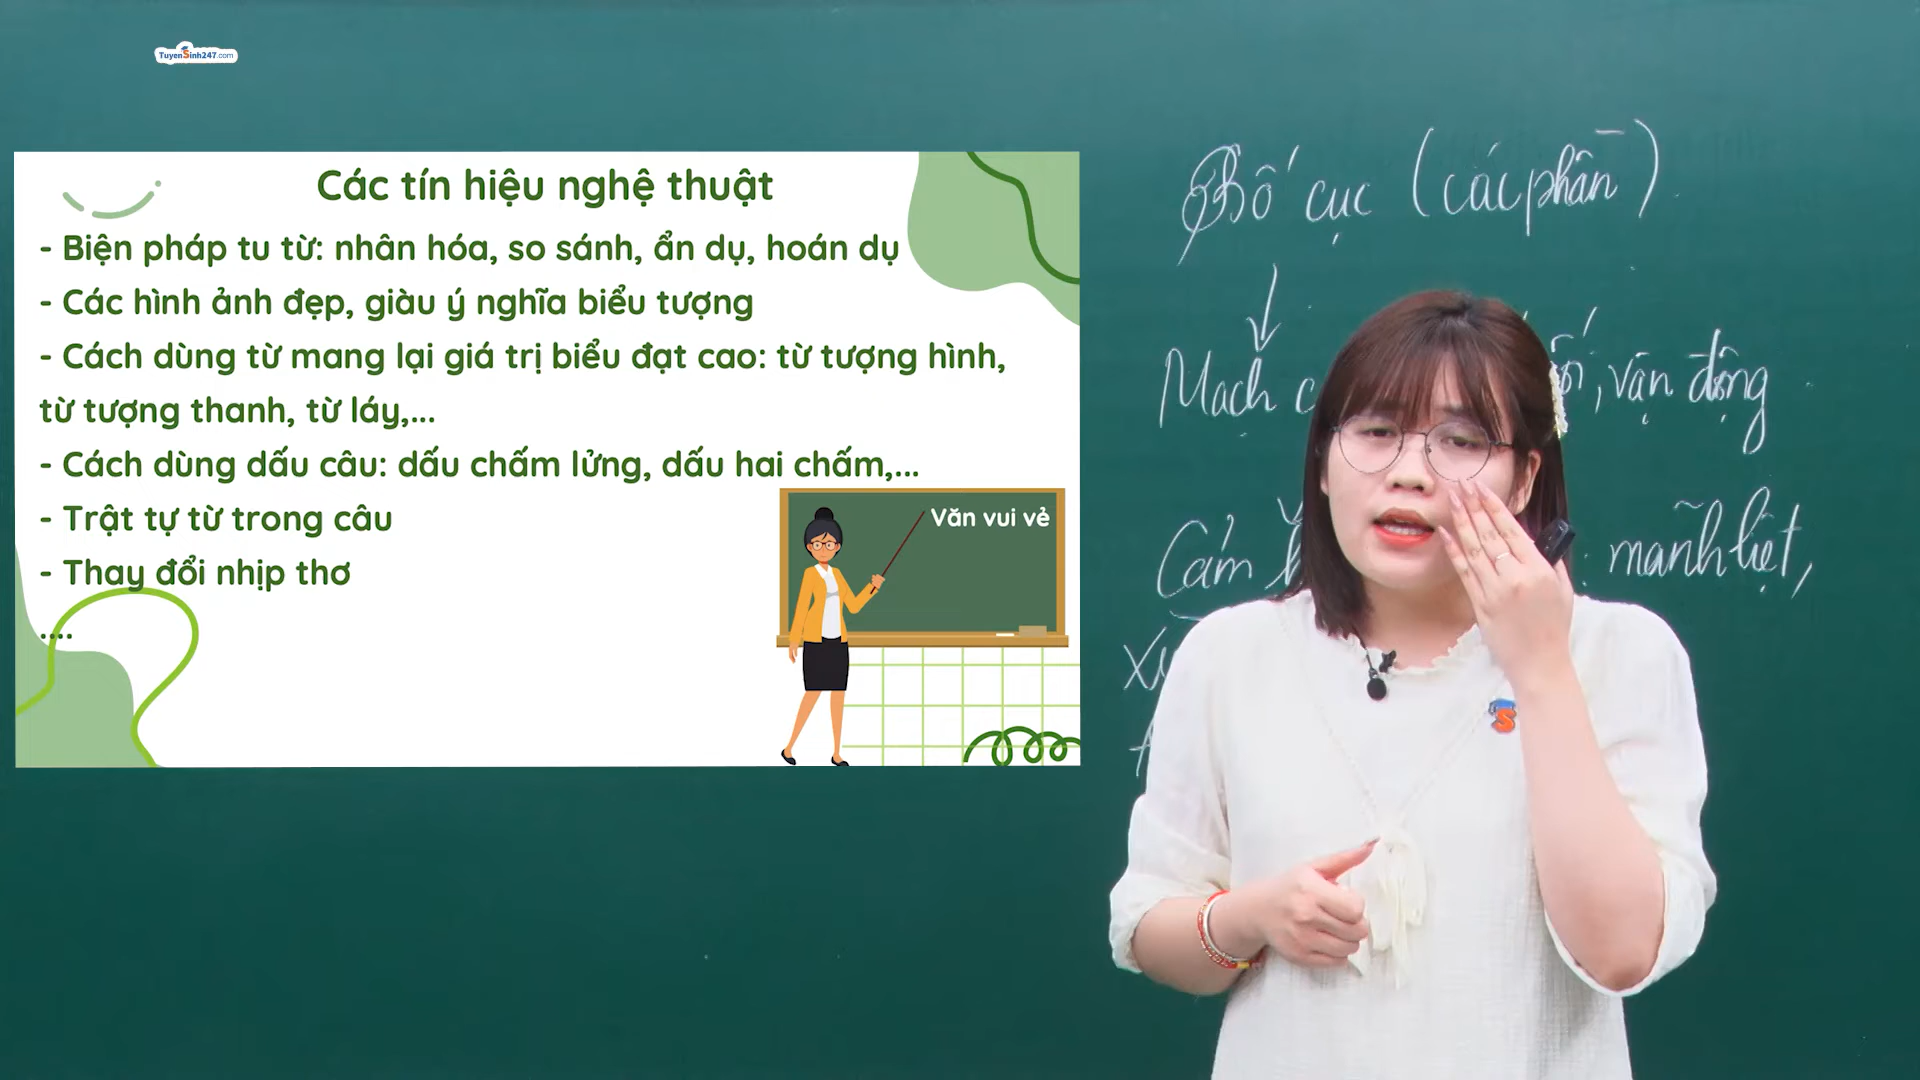 TuyenSinh247.com
Các tín hiệu nghệ thuật
- Biện pháp tu từ: nhân hóa, so sánh, ẩn dụ, hoán dụ
- Các hình ảnh đẹp, giàu ý nghĩa biểu tượng
- Cách dùng từ mang lại giá trị biểu đạt cao: từ tượng hình,
từ tượng thanh, từ láy,...
- Cách dùng dấu câu: dấu chấm lửng, dấu hai chấm,...
- Trật tự từ trong câu
- Thay đổi nhịp thơ
....
Văn vui vẻ
Bố cục (các phần)
Mạch , vận động
Cảm : mãnh liệt,